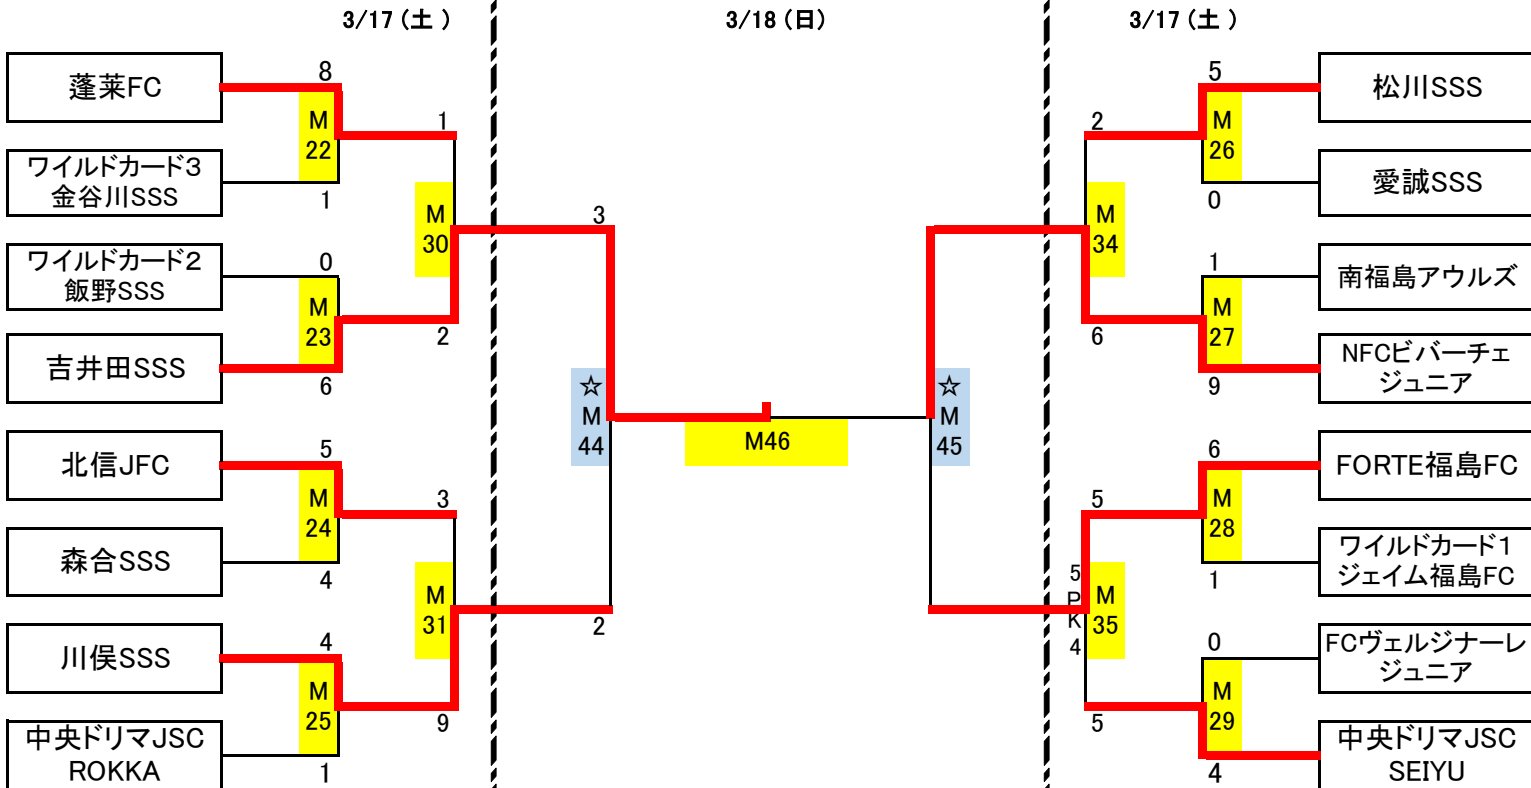 3/17 (土 )
3/18 (日)
3/17 (土 )
蓬莱FC
8
M
22
ワイルドカード3
金谷川SSS
1
1
M
30
ワイルドカード2
飯野SSS
0
M
23
吉井田SSS
6
2
3
☆
M
44
北信JFC
5
M
24
森合SSS
4
3
M
31
川俣SSS
4
M
25
中央ドリマJSC
ROKKA
1
9
2
M46
☆
M
45
5
松川SSS
M
26
愛誠SSS
0
2
M
34
1
南福島アウルズ
M
27
NFCビバーチェ
ジュニア
9
6
6
FORTE福島FC
M
28
ワイルドカード1
ジェイム福島FC
1
5
5
P
K
4
M
35
0
FCヴェルジナーレ
ジュニア
M
29
中央ドリマJSC
SEIYU
4
5